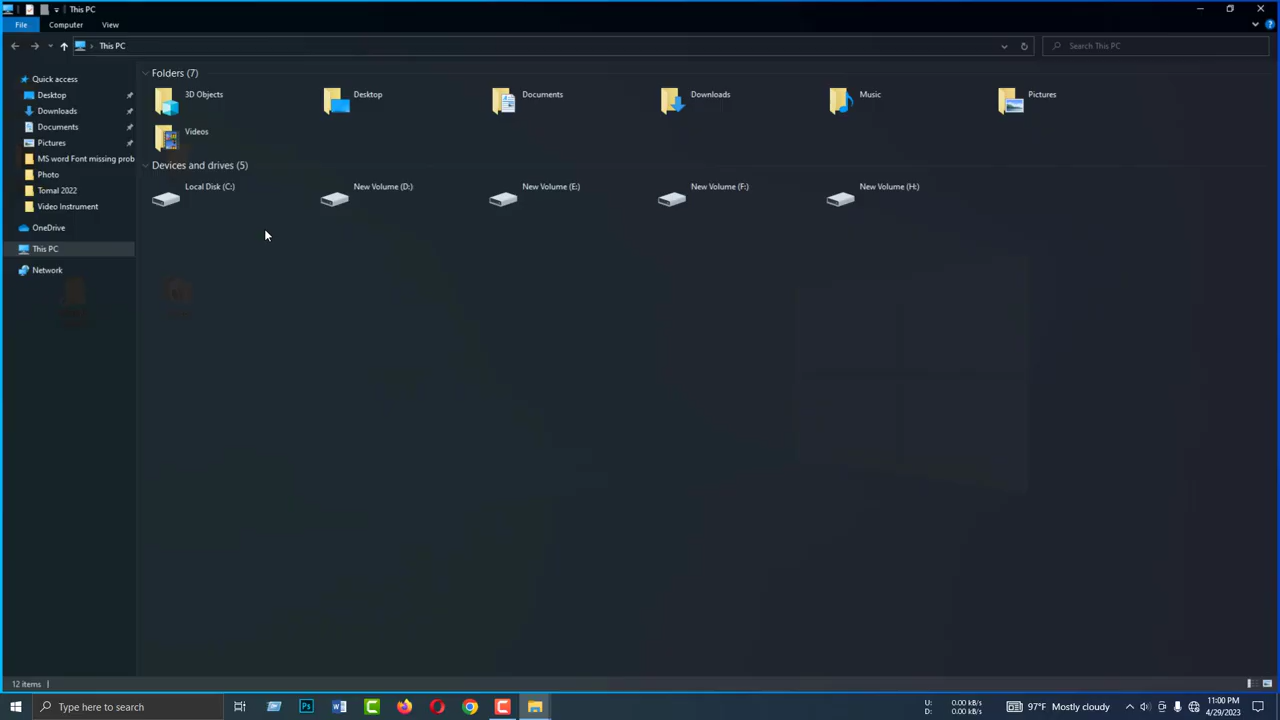 This PC
File Computer View
This PC
Search This PC
Quick access
Desktop
Downloads
Documents
Pictures
MS word Font missing prob
Photo
Tomal 2022
Video Instrument
OneDrive
This PC
Network
Folders (7)
3D Objects Desktop Documents Downloads Music Pictures
Videos
Devices and drives (5)
Local Disk (C:) New Volume (D:) New Volume (E:) New Volume (F:) New Volume (H:)
12 items
Type here to search
Ps
U: 0.00 kB/s
D: 0.00 kB/s
97°F Mostly cloudy
11:00 PM
4/29/2023